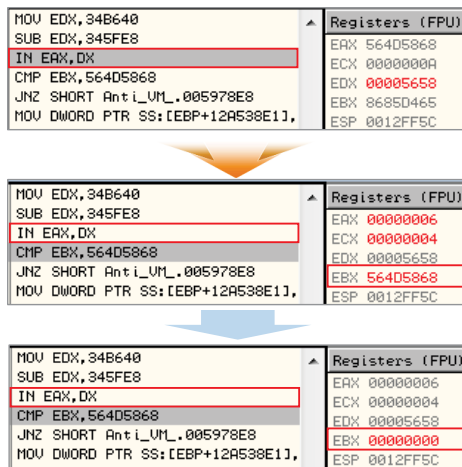 MOV EDX,34B640
SUB EDX,345FE8
IN EAX,DX
CMP EBX,564D5868
JNZ SHORT Anti_VM_.005978E8
MOV DWORD PTR SS:[EBP+12A538E1],
Registers (FPU)
EAX 564D5868
ECX 0000000A
EDX 00005658
EBX 8685D465
ESP 0012FF5C
MOV EDX,34B640
SUB EDX,345FE8
IN EAX,DX
CMP EBX,564D5868
JNZ SHORT Anti_VM_.005978E8
MOV DWORD PTR SS:[EBP+12A538E1],
Registers (FPU)
EAX 00000006
ECX 00000004
EDX 00005658
EBX 564D5868
ESP 0012FF5C
MOV EDX,34B640
SUB EDX,345FE8
IN EAX,DX
CMP EBX,564D5868
JNZ SHORT Anti_VM_.005978E8
MOV DWORD PTR SS:[EBP+12A538E1],
Registers (FPU)
EAX 00000006
ECX 00000004
EDX 00005658
EBX 00000000
ESP 0012FF5C